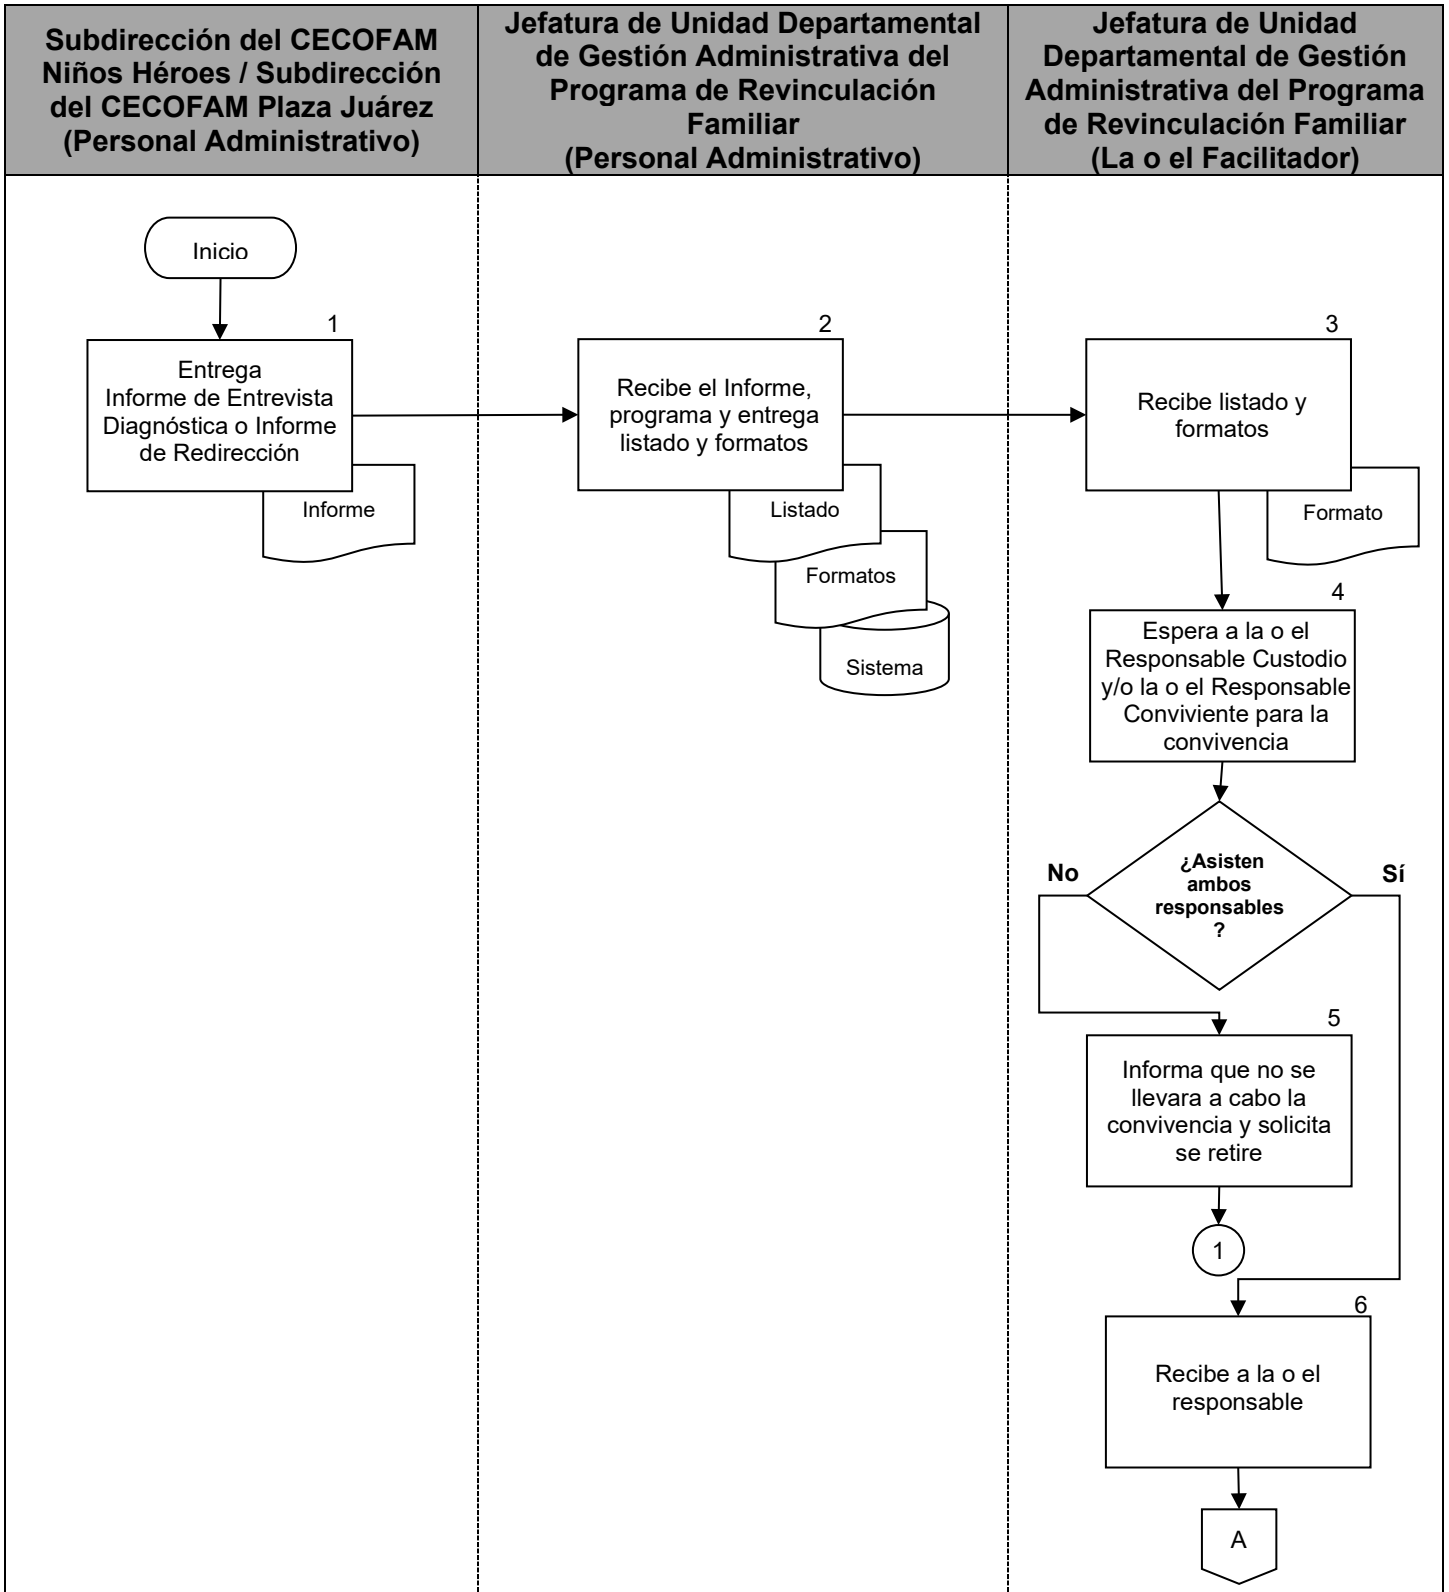 Subdirección del CECOFAM
Niños Héroes / Subdirección
del CECOFAM Plaza Juárez
(Personal Administrativo)
Jefatura de Unidad Departamental
de Gestión Administrativa del
Programa de Revinculación
Familiar
(Personal Administrativo)
Jefatura de Unidad
Departamental de Gestión
Administrativa del Programa
de Revinculación Familiar
(La o el Facilitador)
Inicio
1
Entrega
Informe de Entrevista
Diagnóstica o Informe
de Redirección
Informe
2
Recibe el Informe,
programa y entrega
listado y formatos
Listado
Formatos
Sistema
3
Recibe listado y
formatos
Formato
4
Espera a la o el
Responsable Custodio
y/o la o el Responsable
Conviviente para la
convivencia
No
¿Asisten
ambos
responsables
?
Sí
5
Informa que no se
llevara a cabo la
convivencia y solicita
se retire
1
6
Recibe a la o el
responsable
A